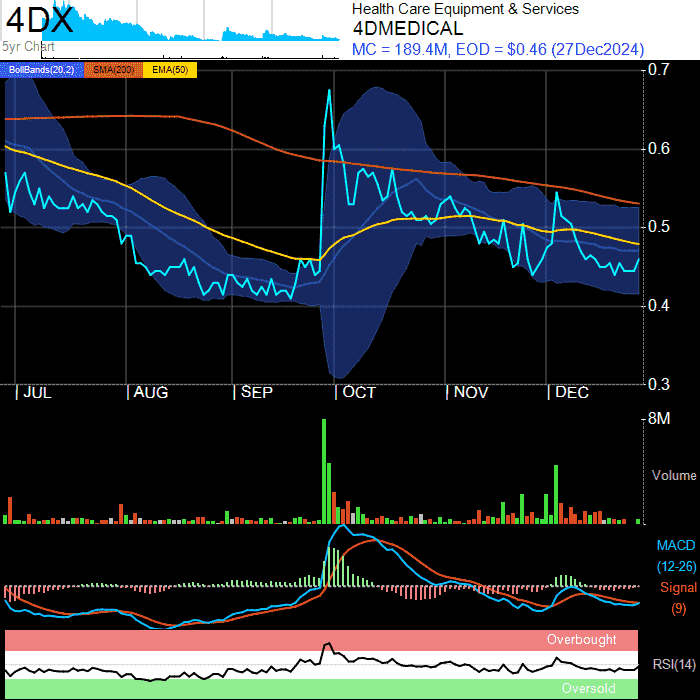 4DX
5yr Chart
Health Care Equipment & Services
4DMEDICAL
MC = 189.4M, EOD = $0.46 (27Dec2024)
BollBands(20,2) SMA(200) EMA(50)
0.7
0.6
0.5
0.4
0.3
JUL AUG SEP OCT NOV DEC
8M
Volume
MACD
(12-26)
Signal
(9)
Overbought
RSI(14)
Oversold